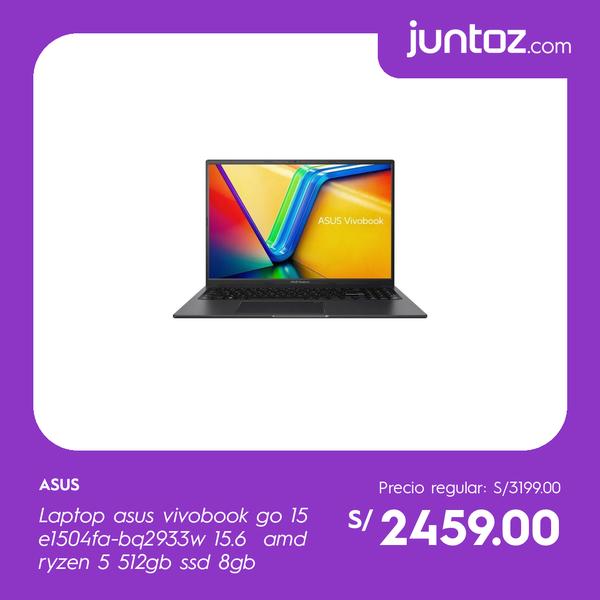 juntoz.com
ASUS Vivobook
ASUS
Laptop asus vivobook go 15
e1504fa-bq2933w 15.6 amd
ryzen 5 512gb ssd 8gb
Precio regular: S/3199.00
S/ 2459.00